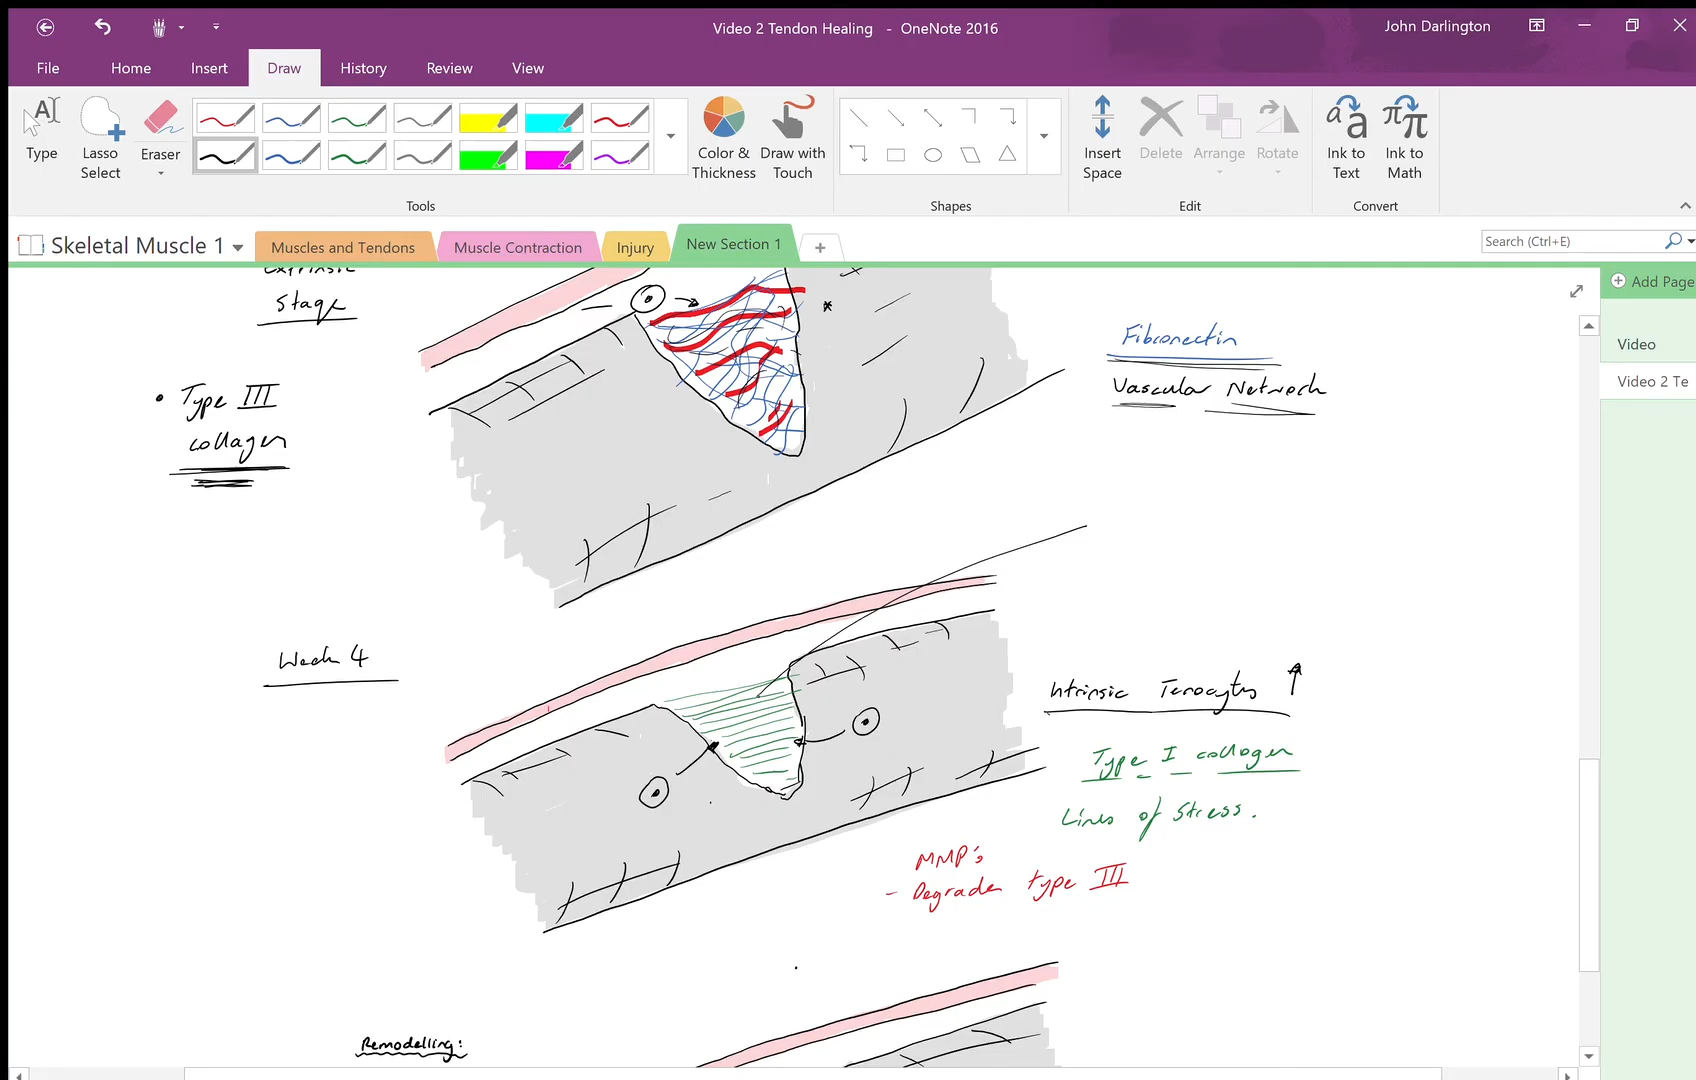 Video 2 Tendon Healing - OneNote 2016
John Darlington
File
Home
Insert
Draw
History
Review
View
Type
Lasso
Select
Eraser
Color &
Thickness
Draw with
Touch
Insert
Space
Delete
Arrange
Rotate
Ink to
Text
Ink to
Math
Tools
Shapes
Edit
Convert
Skeletal Muscle 1
Muscles and Tendons
Muscle Contraction
Injury
New Section 1
Search (Ctrl+E)
Add Page
Video
Video 2 Te
Extrinsic
Stage
• Type III
collagen
Fibronectin
Vascular Network
Week 4
Intrinsic Tenocytes ↑
Type I collagen
Lines of Stress.
MMP's
- Degrade type III
Remodelling: